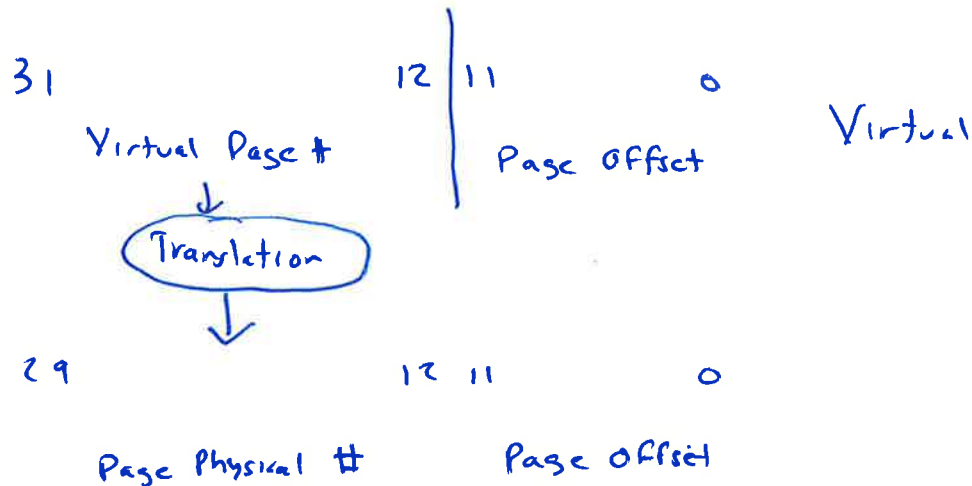 31 12 11 0
Virtual
Virtual Page # Page Offset
Translation
29 12 11 0
Page Physical # Page Offset